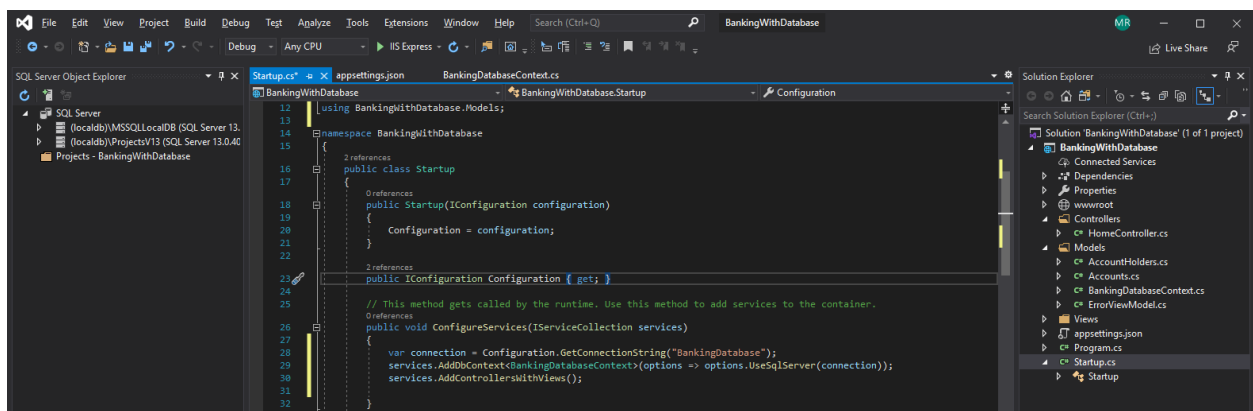 File Edit View Project Build Debug Test Analyze Tools Extensions Window Help Search (Ctrl+Q) BankingWithDatabase MR
Debug Any CPU IIS Express Live Share
SQL Server Object Explorer
SQL Server
(localdb)\MSSQLLocalDB (SQL Server 13.
(localdb)\ProjectsV13 (SQL Server 13.0.40
Projects - BankingWithDatabase
Startup.cs* appsettings.json BankingDatabaseContext.cs
BankingWithDatabase BankingWithDatabase.Startup Configuration
12 using BankingWithDatabase.Models;
13
14 namespace BankingWithDatabase
15 {
2 references
16 public class Startup
17 {
0 references
18 public Startup(IConfiguration configuration)
19 {
20 Configuration = configuration;
21 }
22
2 references
23 public IConfiguration Configuration { get; }
24
25 // This method gets called by the runtime. Use this method to add services to the container.
0 references
26 public void ConfigureServices(IServiceCollection services)
27 {
28 var connection = Configuration.GetConnectionString("BankingDatabase");
29 services.AddDbContext<BankingDatabaseContext>(options => options.UseSqlServer(connection));
30 services.AddControllersWithViews();
31
32 }
Solution Explorer
Search Solution Explorer (Ctrl+;)
Solution 'BankingWithDatabase' (1 of 1 project)
BankingWithDatabase
Connected Services
Dependencies
Properties
wwwroot
Controllers
C# HomeController.cs
Models
C# AccountHolders.cs
C# Accounts.cs
C# BankingDatabaseContext.cs
C# ErrorViewModel.cs
Views
appsettings.json
C# Program.cs
C# Startup.cs
Startup